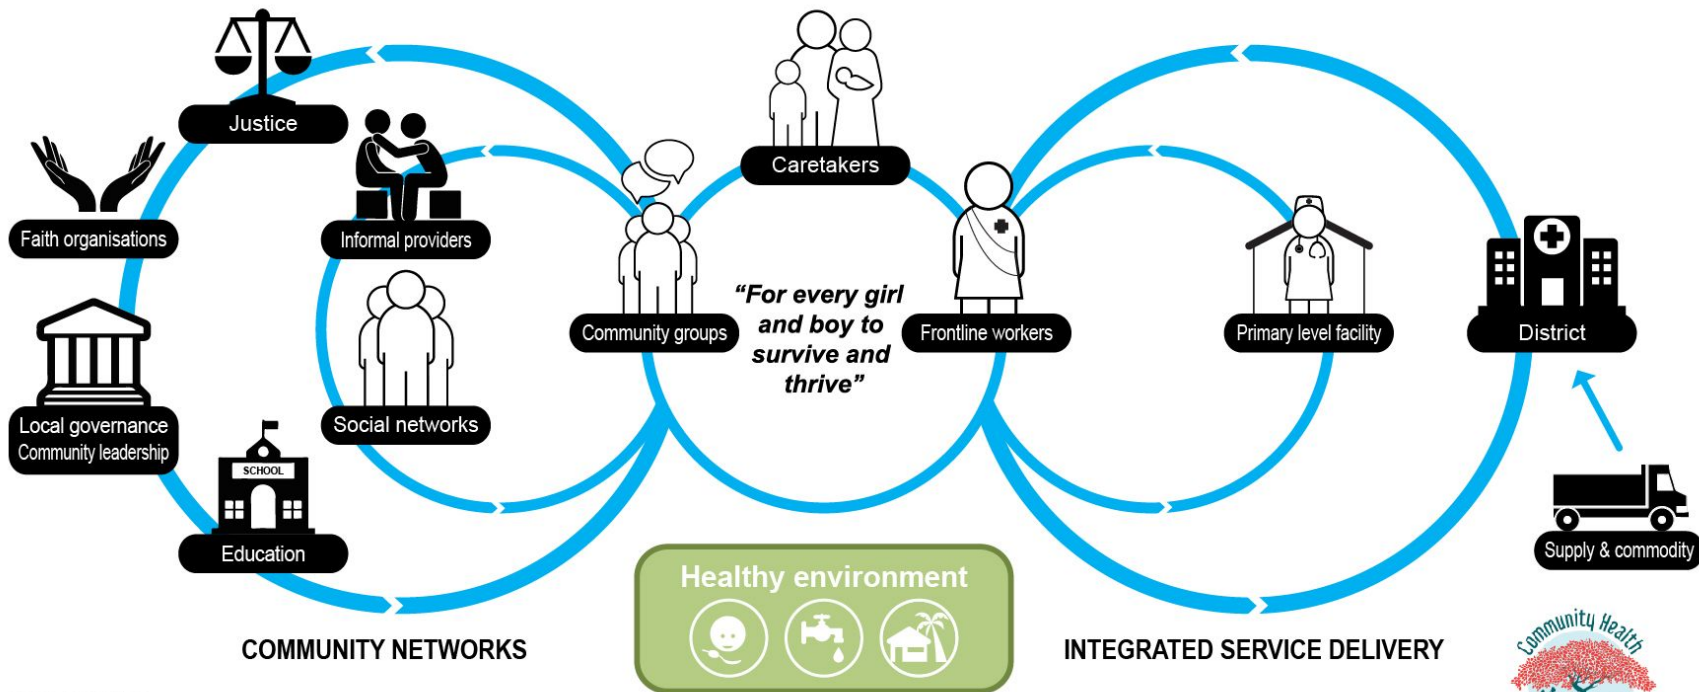 Justice
Caretakers
Faith organisations
Informal providers
“For every girl
and boy to
survive and
thrive”
Community groups
Frontline workers
Primary level facility
District
Local governance
Community leadership
Social networks
SCHOOL
Education
Supply & commodity
Healthy environment
COMMUNITY NETWORKS
INTEGRATED SERVICE DELIVERY
Community Health